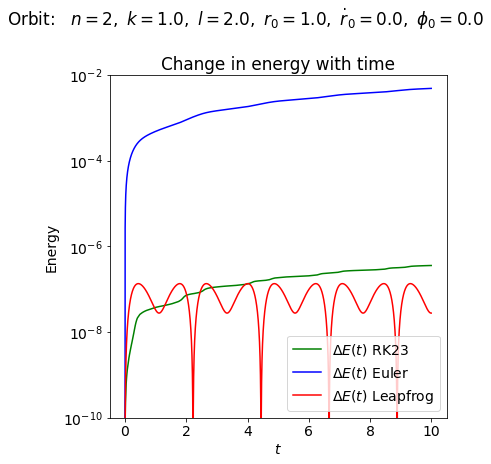 Orbit: n = 2, k = 1.0, l = 2.0, r₀ = 1.0, ṙ₀ = 0.0, ϕ₀ = 0.0
Change in energy with time
10⁻²
10⁻⁴
10⁻⁶
10⁻⁸
10⁻¹⁰
Energy
ΔE(t) RK23
ΔE(t) Euler
ΔE(t) Leapfrog
0 2 4 6 8 10
t